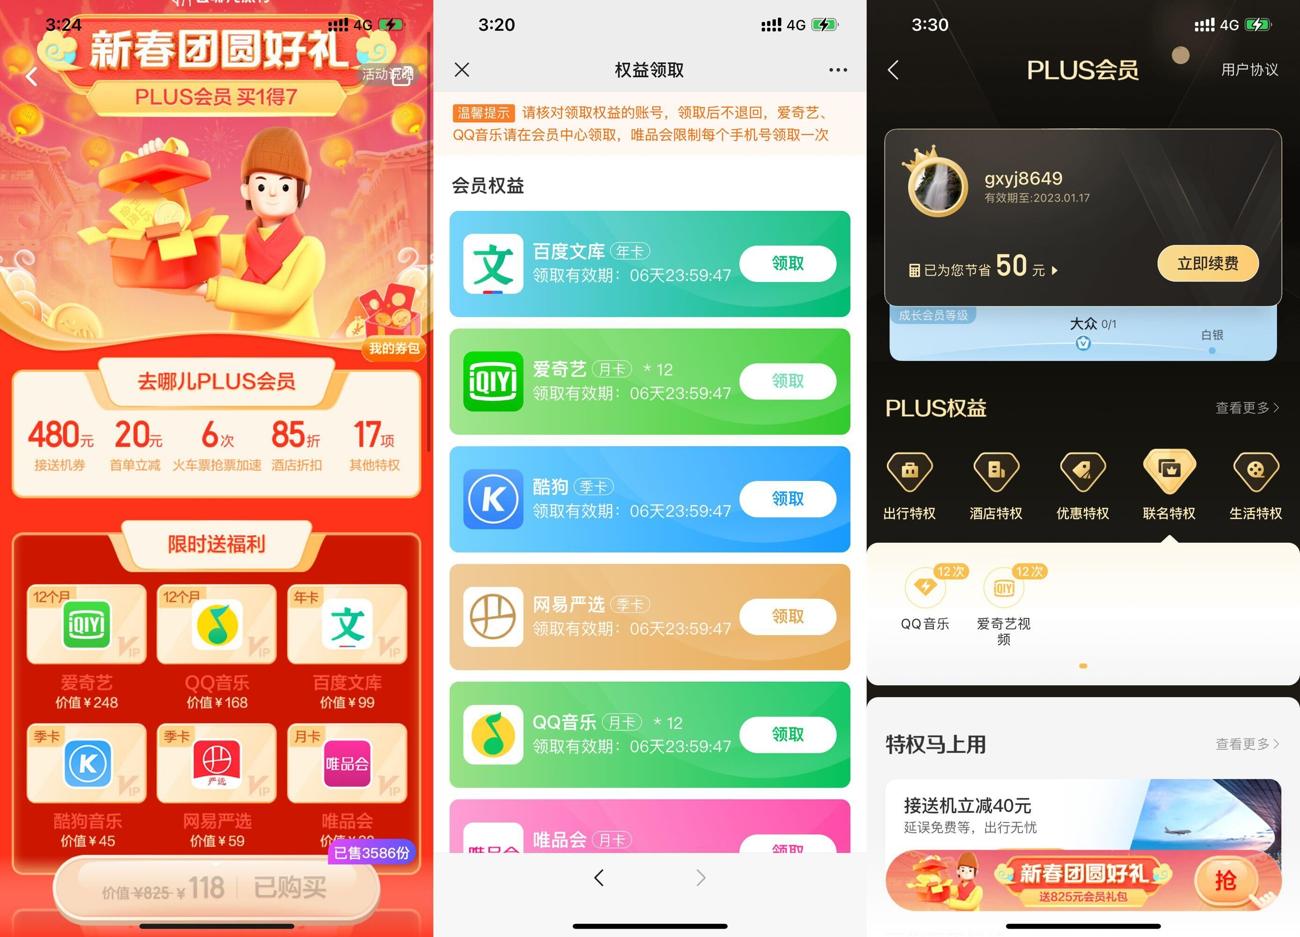 3:24
4G
新春团圆好礼
活动说明
PLUS会员 买1得7
我的券包
去哪儿PLUS会员
480元 20元 6次 85折 17项
接送机券 首单立减 火车票抢票加速 酒店折扣 其他特权
限时送福利
12个月 12个月 年卡
iQIYI 文
VIP VIP VIP
爱奇艺 QQ音乐 百度文库
价值¥248 价值¥168 价值¥99
季卡 季卡 月卡
K 严选 唯品会
VIP VIP VIP
酷狗音乐 网易严选 唯品会
价值¥45 价值¥59
已售3586份
价值¥825 ¥118 已购买
3:20
4G
权益领取
温馨提示 请核对领取权益的账号，领取后不退回，爱奇艺、
QQ音乐请在会员中心领取，唯品会限制每个手机号领取一次
会员权益
文
百度文库 年卡
领取有效期：06天23:59:47
领取
iQIYI
爱奇艺 月卡 * 12
领取有效期：06天23:59:47
领取
K
酷狗 季卡
领取有效期：06天23:59:47
领取
网易严选 季卡
领取有效期：06天23:59:47
领取
QQ音乐 月卡 * 12
领取有效期：06天23:59:47
领取
唯品会
唯品会 月卡
领取
3:30
4G
PLUS会员
用户协议
gxyj8649
有效期至:2023.01.17
已为您节省 50 元
立即续费
成长会员等级
大众 0/1
白银
PLUS权益
查看更多
出行特权 酒店特权 优惠特权 联名特权 生活特权
12次 12次
iQIYI
QQ音乐 爱奇艺视
频
特权马上用
查看更多
接送机立减40元
延误免费等，出行无忧
新春团圆好礼
送825元会员礼包
抢